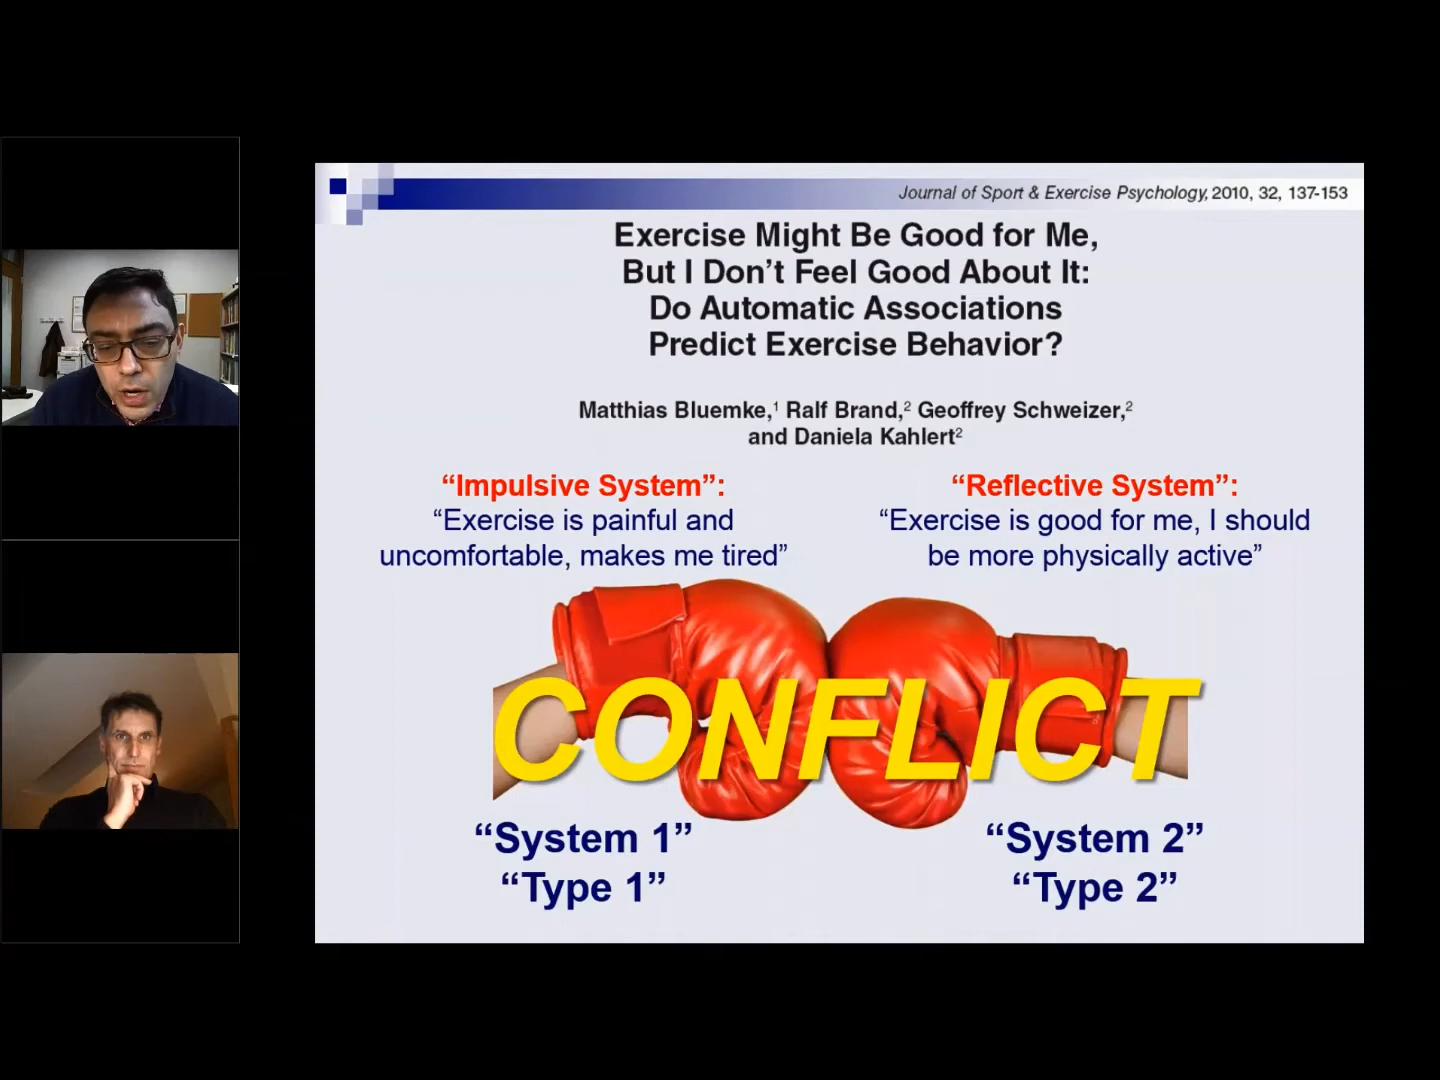 Journal of Sport & Exercise Psychology, 2010, 32, 137-153
Exercise Might Be Good for Me,
But I Don’t Feel Good About It:
Do Automatic Associations
Predict Exercise Behavior?
Matthias Bluemke,¹ Ralf Brand,² Geoffrey Schweizer,²
and Daniela Kahlert²
“Impulsive System”:
“Exercise is painful and
uncomfortable, makes me tired”
“Reflective System”:
“Exercise is good for me, I should
be more physically active”
CONFLICT
“System 1”
“Type 1”
“System 2”
“Type 2”